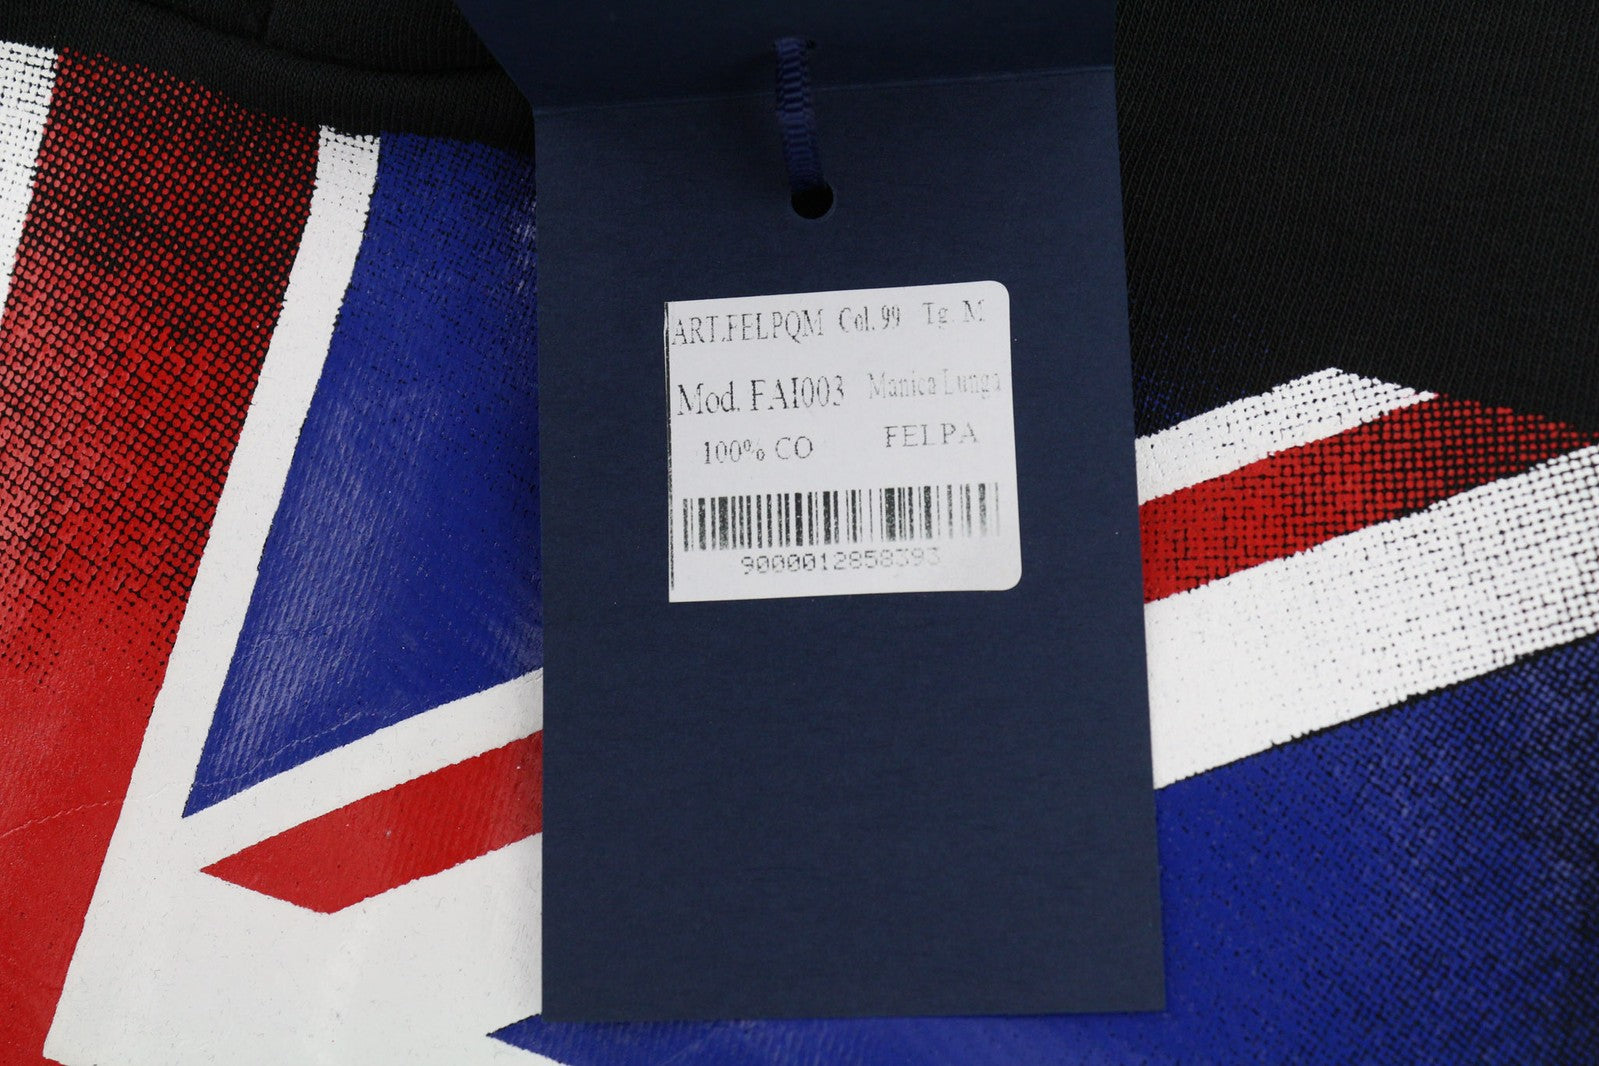 ART.FELPQM Col. 99 Tg. M
Mod. FAI003 Manica Lunga
100% CO FELPA
9000012858393